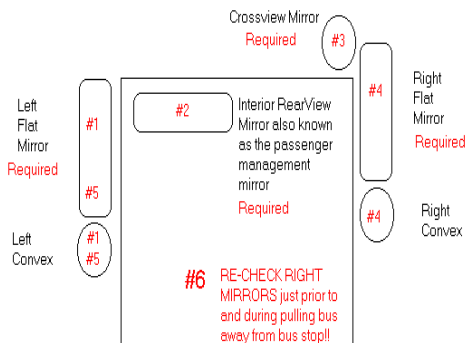 Crossview Mirror
Required
#3
Left
Flat
Mirror
Required
#1
#5
#2
Interior RearView
Mirror also known
as the passenger
management
mirror
Required
#4
Right
Flat
Mirror
Required
Left
Convex
#1
#5
#4
Right
Convex
#6
RE-CHECK RIGHT
MIRRORS just prior to
and during pulling bus
away from bus stop!!